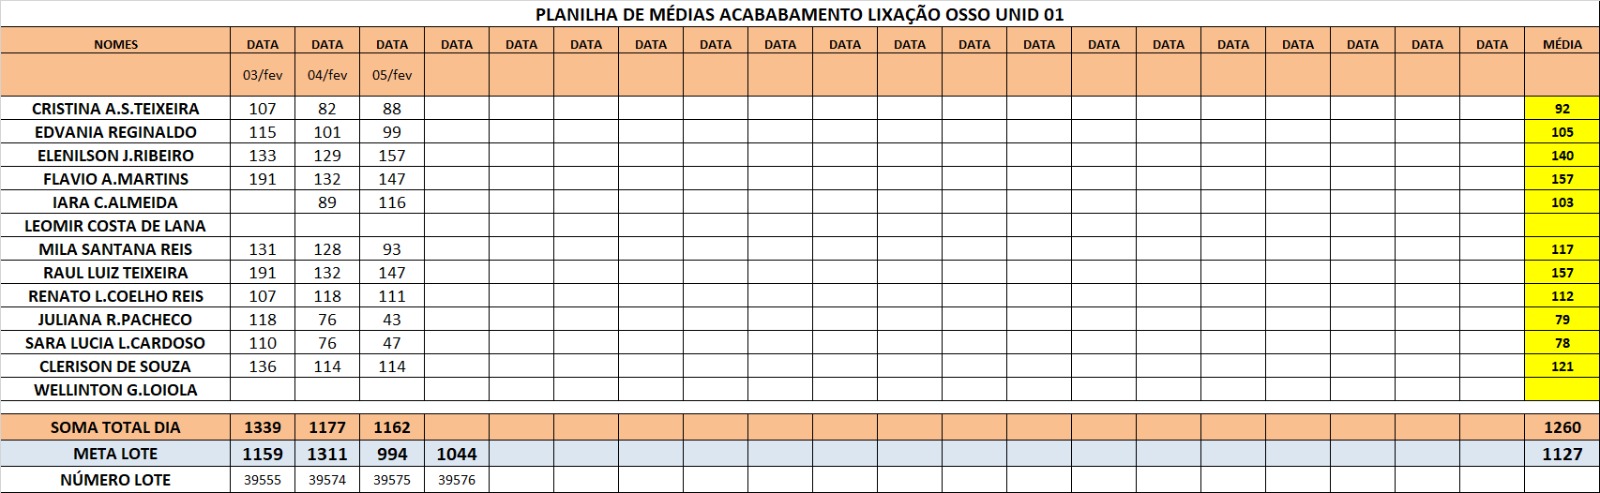 PLANILHA DE MÉDIAS ACABABAMENTO LIXAÇÃO OSSO UNID 01
NOMES DATA DATA DATA DATA DATA DATA DATA DATA DATA DATA DATA DATA DATA DATA DATA DATA DATA DATA DATA DATA MÉDIA
03/fev 04/fev 05/fev
CRISTINA A.S.TEIXEIRA 107 82 88 92
EDVANIA REGINALDO 115 101 99 105
ELENILSON J.RIBEIRO 133 129 157 140
FLAVIO A.MARTINS 191 132 147 157
IARA C.ALMEIDA 89 116 103
LEOMIR COSTA DE LANA
MILA SANTANA REIS 131 128 93 117
RAUL LUIZ TEIXEIRA 191 132 147 157
RENATO L.COELHO REIS 107 118 111 112
JULIANA R.PACHECO 118 76 43 79
SARA LUCIA L.CARDOSO 110 76 47 78
CLERISON DE SOUZA 136 114 114 121
WELLINTON G.LOIOLA
SOMA TOTAL DIA 1339 1177 1162 1260
META LOTE 1159 1311 994 1044 1127
NÚMERO LOTE 39555 39574 39575 39576